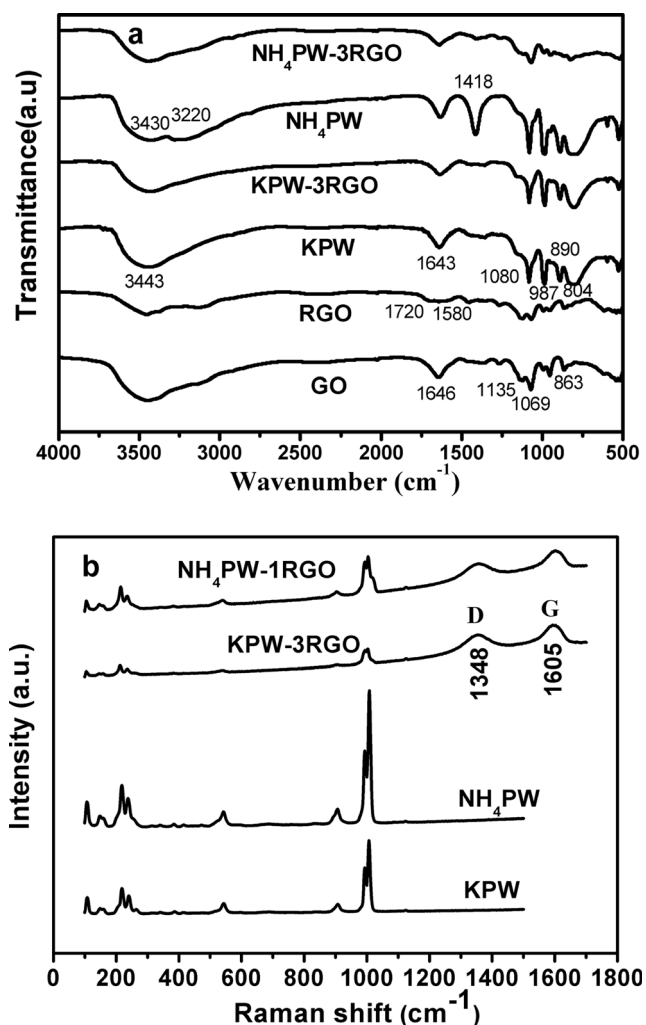 a
NH4PW-3RGO
1418
3430 3220
NH4PW
KPW-3RGO
KPW
3443
1643
1080
890
987
804
RGO
1720 1580
GO
1646
1135
1069
863
Transmittance(a.u)
4000 3500 3000 2500 2000 1500 1000 500
Wavenumber (cm-1)
b
NH4PW-1RGO
KPW-3RGO
D G
1348 1605
NH4PW
KPW
Intensity (a.u.)
0 200 400 600 800 1000 1200 1400 1600 1800
Raman shift (cm-1)